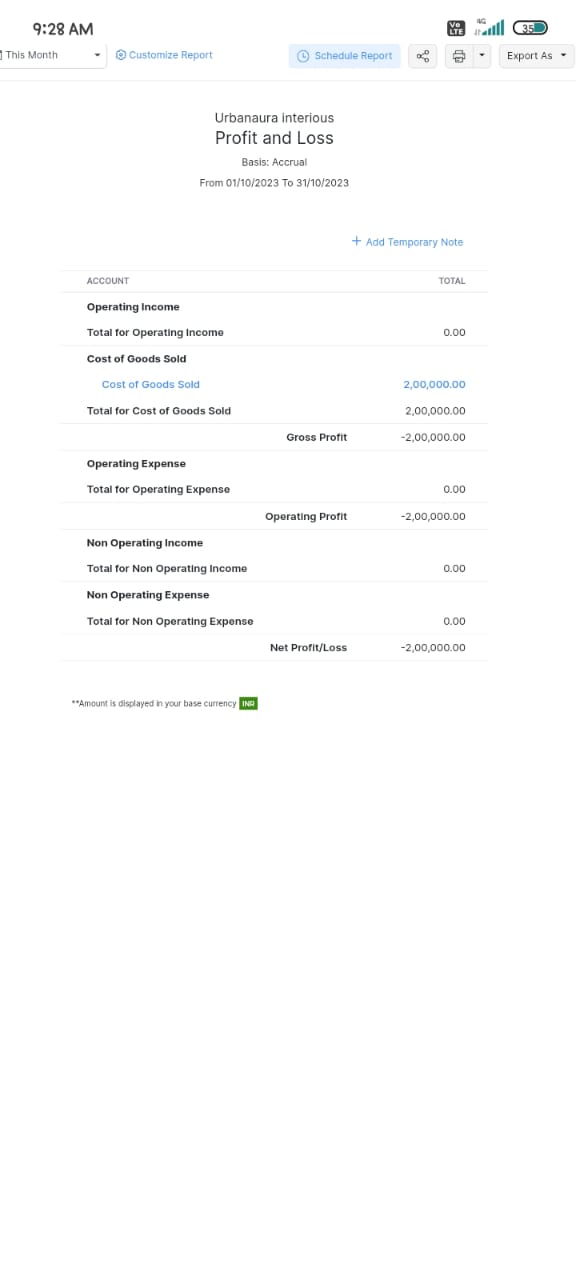 9:28 AM Vo LTE 4G 35
This Month Customize Report Schedule Report Export As
Urbanaura interious
Profit and Loss
Basis: Accrual
From 01/10/2023 To 31/10/2023
+ Add Temporary Note
ACCOUNT TOTAL
Operating Income
Total for Operating Income 0.00
Cost of Goods Sold
Cost of Goods Sold 2,00,000.00
Total for Cost of Goods Sold 2,00,000.00
Gross Profit -2,00,000.00
Operating Expense
Total for Operating Expense 0.00
Operating Profit -2,00,000.00
Non Operating Income
Total for Non Operating Income 0.00
Non Operating Expense
Total for Non Operating Expense 0.00
Net Profit/Loss -2,00,000.00
**Amount is displayed in your base currency INR